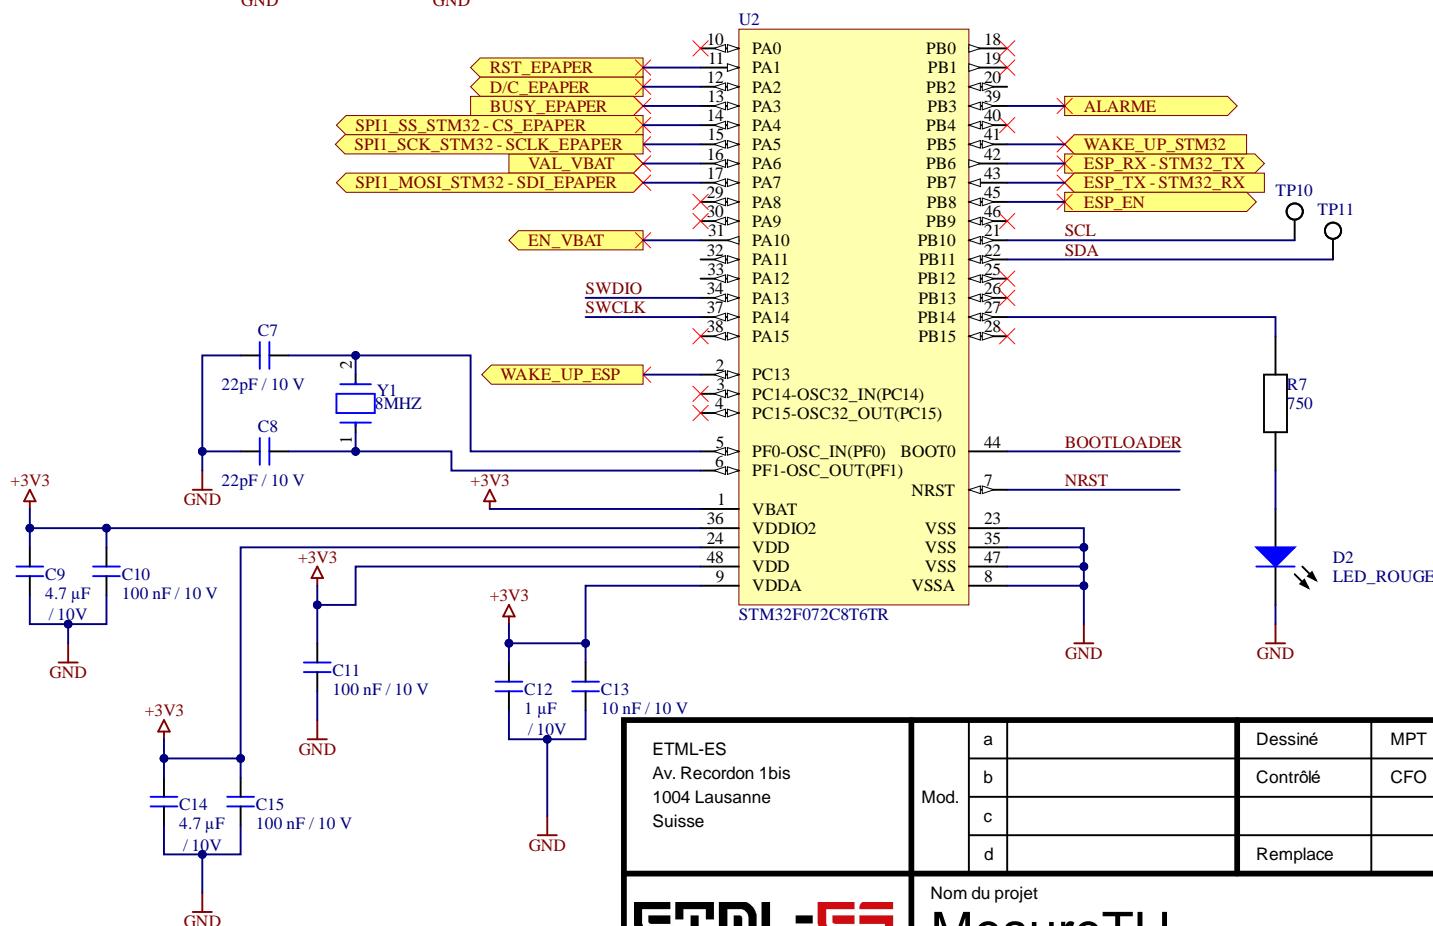 GND
GND
U2
10 PA0 PB0 18
RST_EPAPER 11 PA1 PB1 19
D/C_EPAPER 12 PA2 PB2 20
BUSY_EPAPER 13 PA3 PB3 39 ALARME
SPI1_SS_STM32 - CS_EPAPER 14 PA4 PB4 40
SPI1_SCK_STM32 - SCLK_EPAPER 15 PA5 PB5 41 WAKE_UP_STM32
VAL_VBAT 16 PA6 PB6 42 ESP_RX - STM32_TX
SPI1_MOSI_STM32 - SDI_EPAPER 17 PA7 PB7 43 ESP_TX - STM32_RX
29 PA8 PB8 45 ESP_EN
TP10
TP11
30 PA9 PB9 46
EN_VBAT 31 PA10 PB10 21 SCL
32 PA11 PB11 22 SDA
33 PA12 PB12 25
SWDIO 34 PA13 PB13 26
SWCLK 37 PA14 PB14 27
38 PA15 PB15 28
C7
22pF / 10 V
2
Y1
8MHZ
1
C8
22pF / 10 V
GND
WAKE_UP_ESP 2 PC13
3 PC14-OSC32_IN(PC14)
4 PC15-OSC32_OUT(PC15)
R7
750
5 PF0-OSC_IN(PF0) BOOT0 44 BOOTLOADER
6 PF1-OSC_OUT(PF1)
NRST 7 NRST
+3V3
+3V3
1 VBAT
36 VDDIO2 VSS 23
24 VDD VSS 35
48 VDD VSS 47
9 VDDA VSSA 8
STM32F072C8T6TR
GND
D2
LED_ROUGE
GND
C9
4.7 µF
/ 10V
C10
100 nF / 10 V
GND
+3V3
C11
100 nF / 10 V
GND
+3V3
C12
1 µF
/ 10V
C13
10 nF / 10 V
GND
+3V3
C14
4.7 µF
/ 10V
C15
100 nF / 10 V
GND
ETML-ES
Av. Recordon 1bis
1004 Lausanne
Suisse
Mod.
a
b
c
d
Dessiné MPT
Contrôlé CFO
Remplace
ETML-ES
Nom du projet
MesureTH